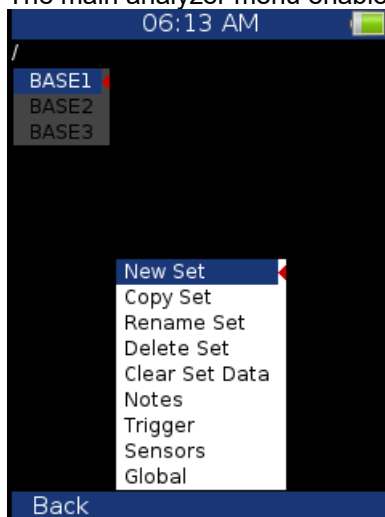 The main analyzer menu enable
06:13 AM
/
BASE1
BASE2
BASE3
New Set
Copy Set
Rename Set
Delete Set
Clear Set Data
Notes
Trigger
Sensors
Global
Back